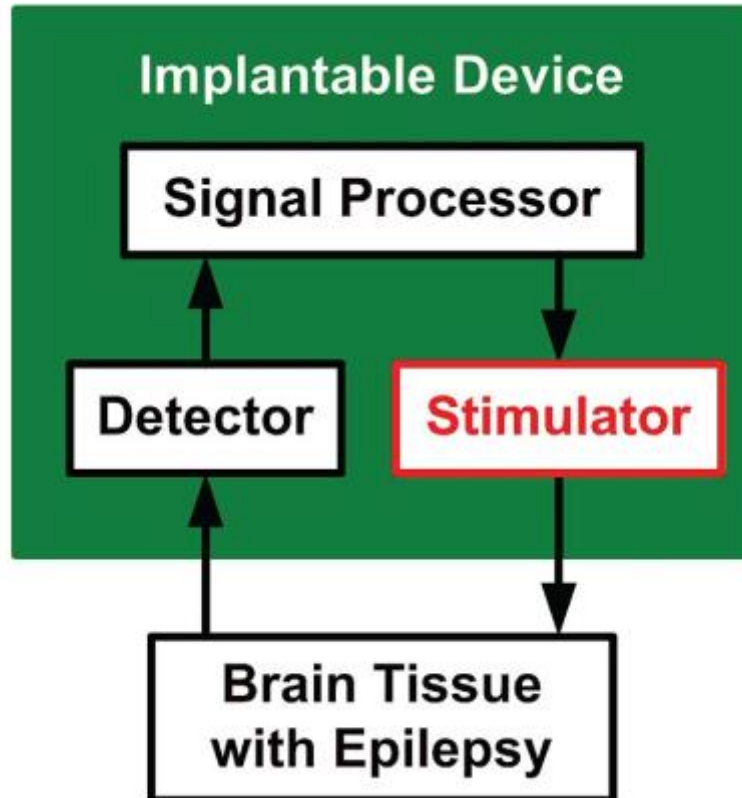 Implantable Device
Signal Processor
Detector
Stimulator
Brain Tissue
with Epilepsy